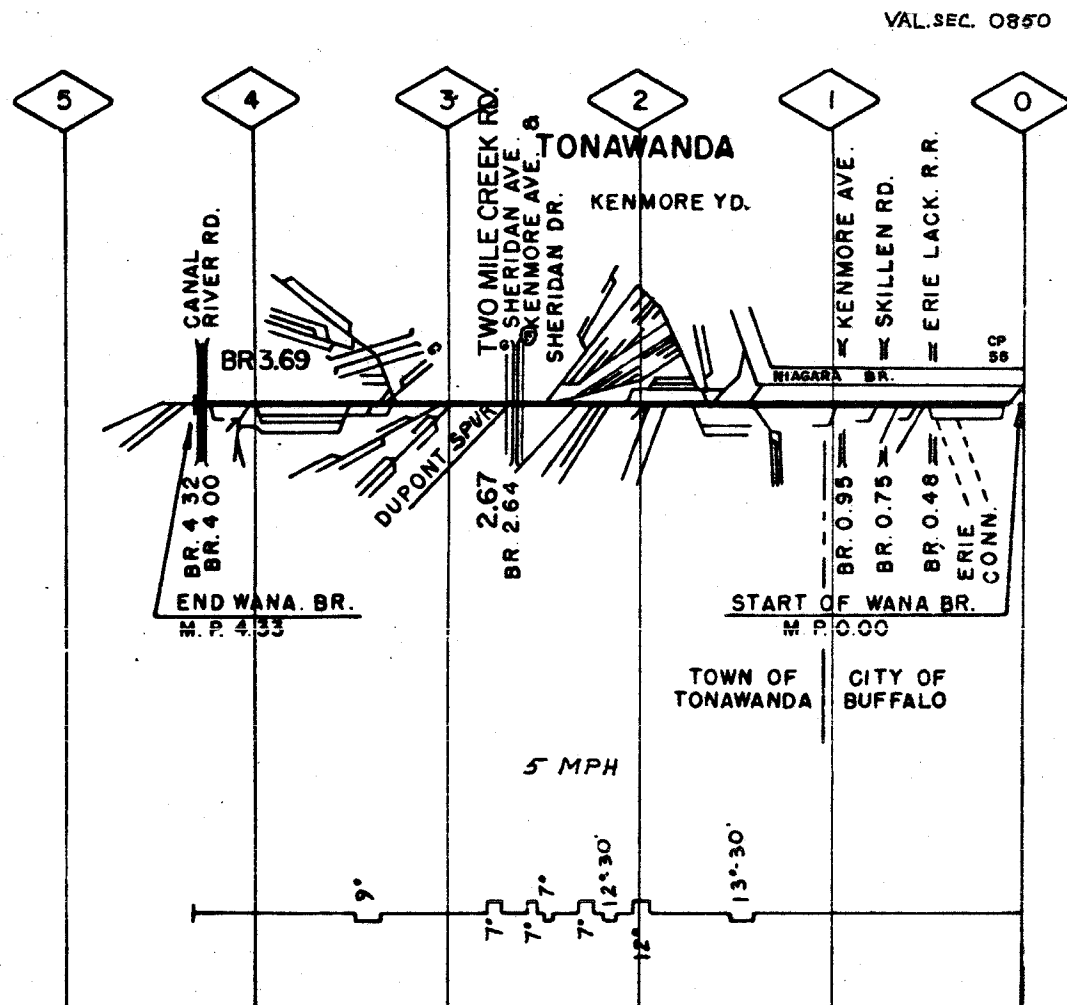 VAL.SEC. 0850
5
4
3
2
1
0
TONAWANDA
KENMORE YD.
CANAL
RIVER RD.
BR 3.69
TWO MILE CREEK RD.
SHERIDAN AVE.
KENMORE AVE. &
SHERIDAN DR.
KENMORE AVE.
SKILLEN RD.
ERIE LACK. R.R.
CP
55
NIAGARA BR.
G
DUPONT SPUR
BR. 4 32
BR. 4 00
2.67
BR. 2.64
BR. 0.95
BR. 0.75
BR. 0.48
ERIE
CONN.
END WANA. BR.
M. P. 4.33
START OF WANA BR.
M P. 0.00
TOWN OF
TONAWANDA
CITY OF
BUFFALO
5 MPH
9°
7°
7°
7°
7°
12°30'
12°
13°-30'